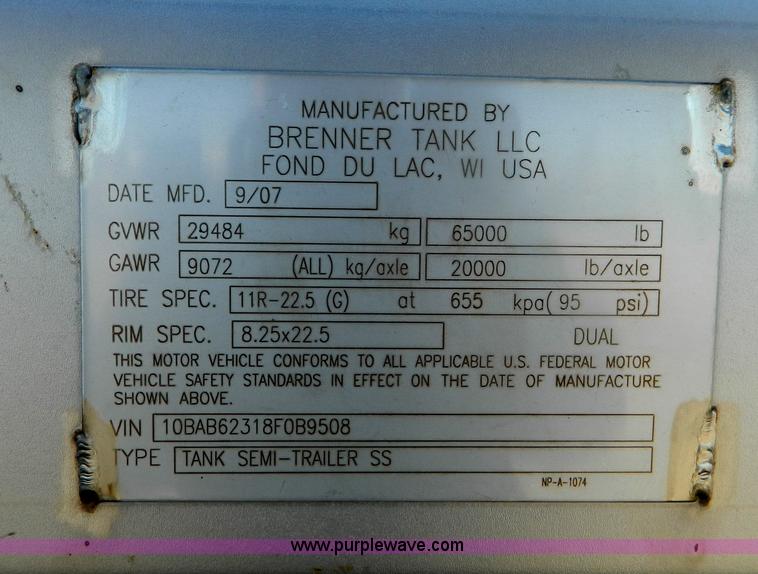 MANUFACTURED BY
BRENNER TANK LLC
FOND DU LAC, WI USA
DATE MFD. 9/07
GVWR 29484 kg 65000 lb
GAWR 9072 (ALL) kg/axle 20000 lb/axle
TIRE SPEC. 11R-22.5 (G) at 655 kpa( 95 psi)
RIM SPEC. 8.25x22.5 DUAL
THIS MOTOR VEHICLE CONFORMS TO ALL APPLICABLE U.S. FEDERAL MOTOR
VEHICLE SAFETY STANDARDS IN EFFECT ON THE DATE OF MANUFACTURE
SHOWN ABOVE.
VIN 10BAB62318F0B9508
TYPE TANK SEMI-TRAILER SS
NP-A-1074
www.purplewave.com